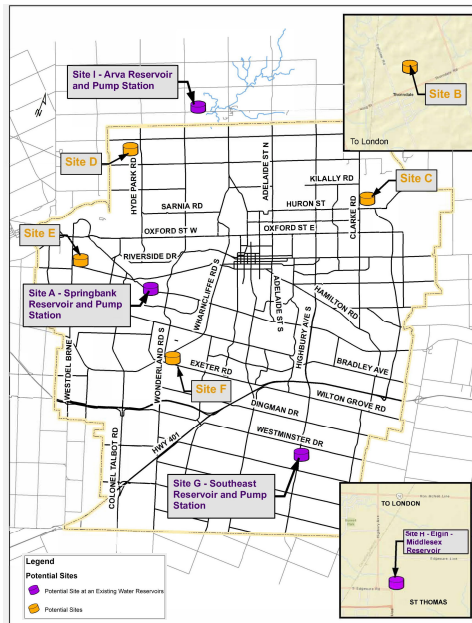 Site I - Arva Reservoir
and Pump Station
Site B
Thorndale
To London
Site D
HYDE PARK RD
ADELAIDE ST N
KILALLY RD
Site C
SARNIA RD
HURON ST
CLARKE RD
Site E
OXFORD ST W
OXFORD ST E
RIVERSIDE DR
Site A - Springbank
Reservoir and Pump
Station
WHARNCLIFFE RD S
ADELAIDE ST S
HAMILTON RD
HIGHBURY AVE S
WESTDEL BRNE
WONDERLAND RD S
BRADLEY AVE
EXETER RD
Site F
WILTON GROVE RD
DINGMAN DR
WESTMINSTER DR
COLONEL TALBOT RD
HWY 401
Site G - Southeast
Reservoir and Pump
Station
TO LONDON
Site H - Elgin -
Middlesex
Reservoir
ST THOMAS
Legend
Potential Sites
Potential Site at an Existing Water Reservoirs
Potential Sites